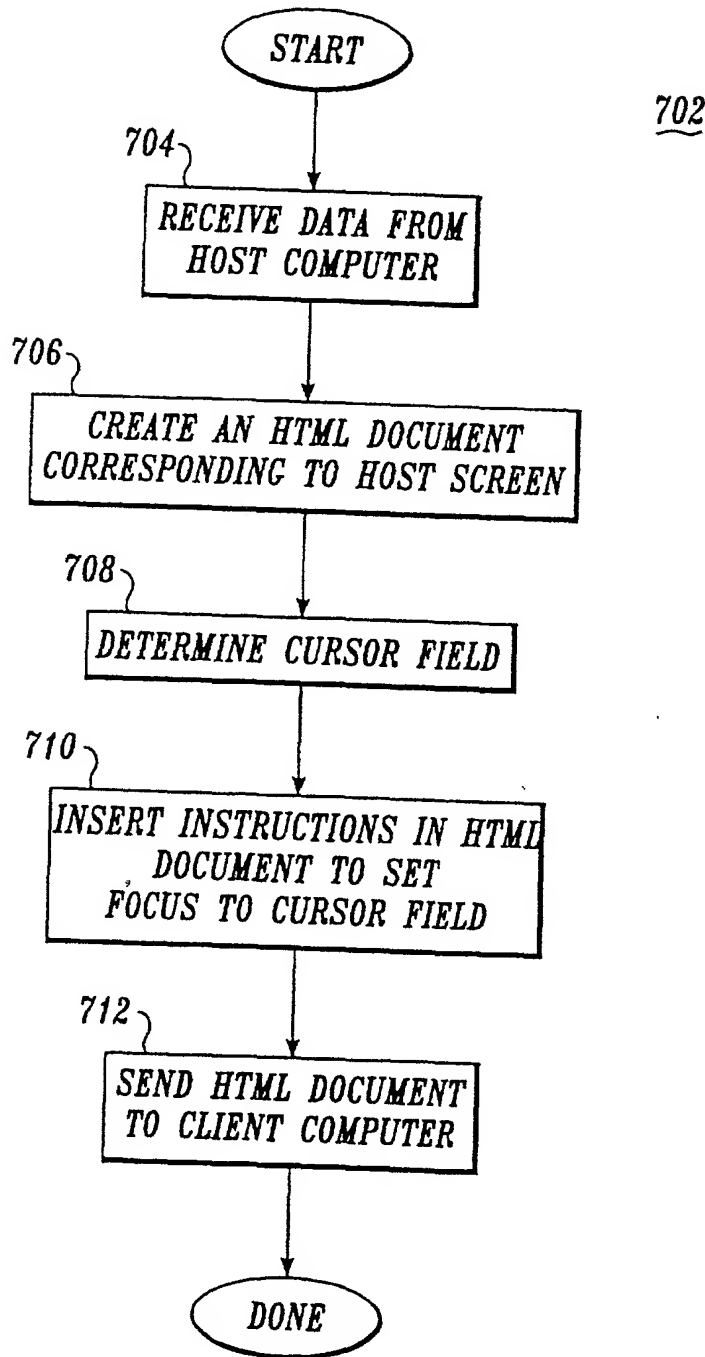 START
702
704
RECEIVE DATA FROM
HOST COMPUTER
706
CREATE AN HTML DOCUMENT
CORRESPONDING TO HOST SCREEN
708
DETERMINE CURSOR FIELD
710
INSERT INSTRUCTIONS IN HTML
DOCUMENT TO SET
FOCUS TO CURSOR FIELD
712
SEND HTML DOCUMENT
TO CLIENT COMPUTER
DONE